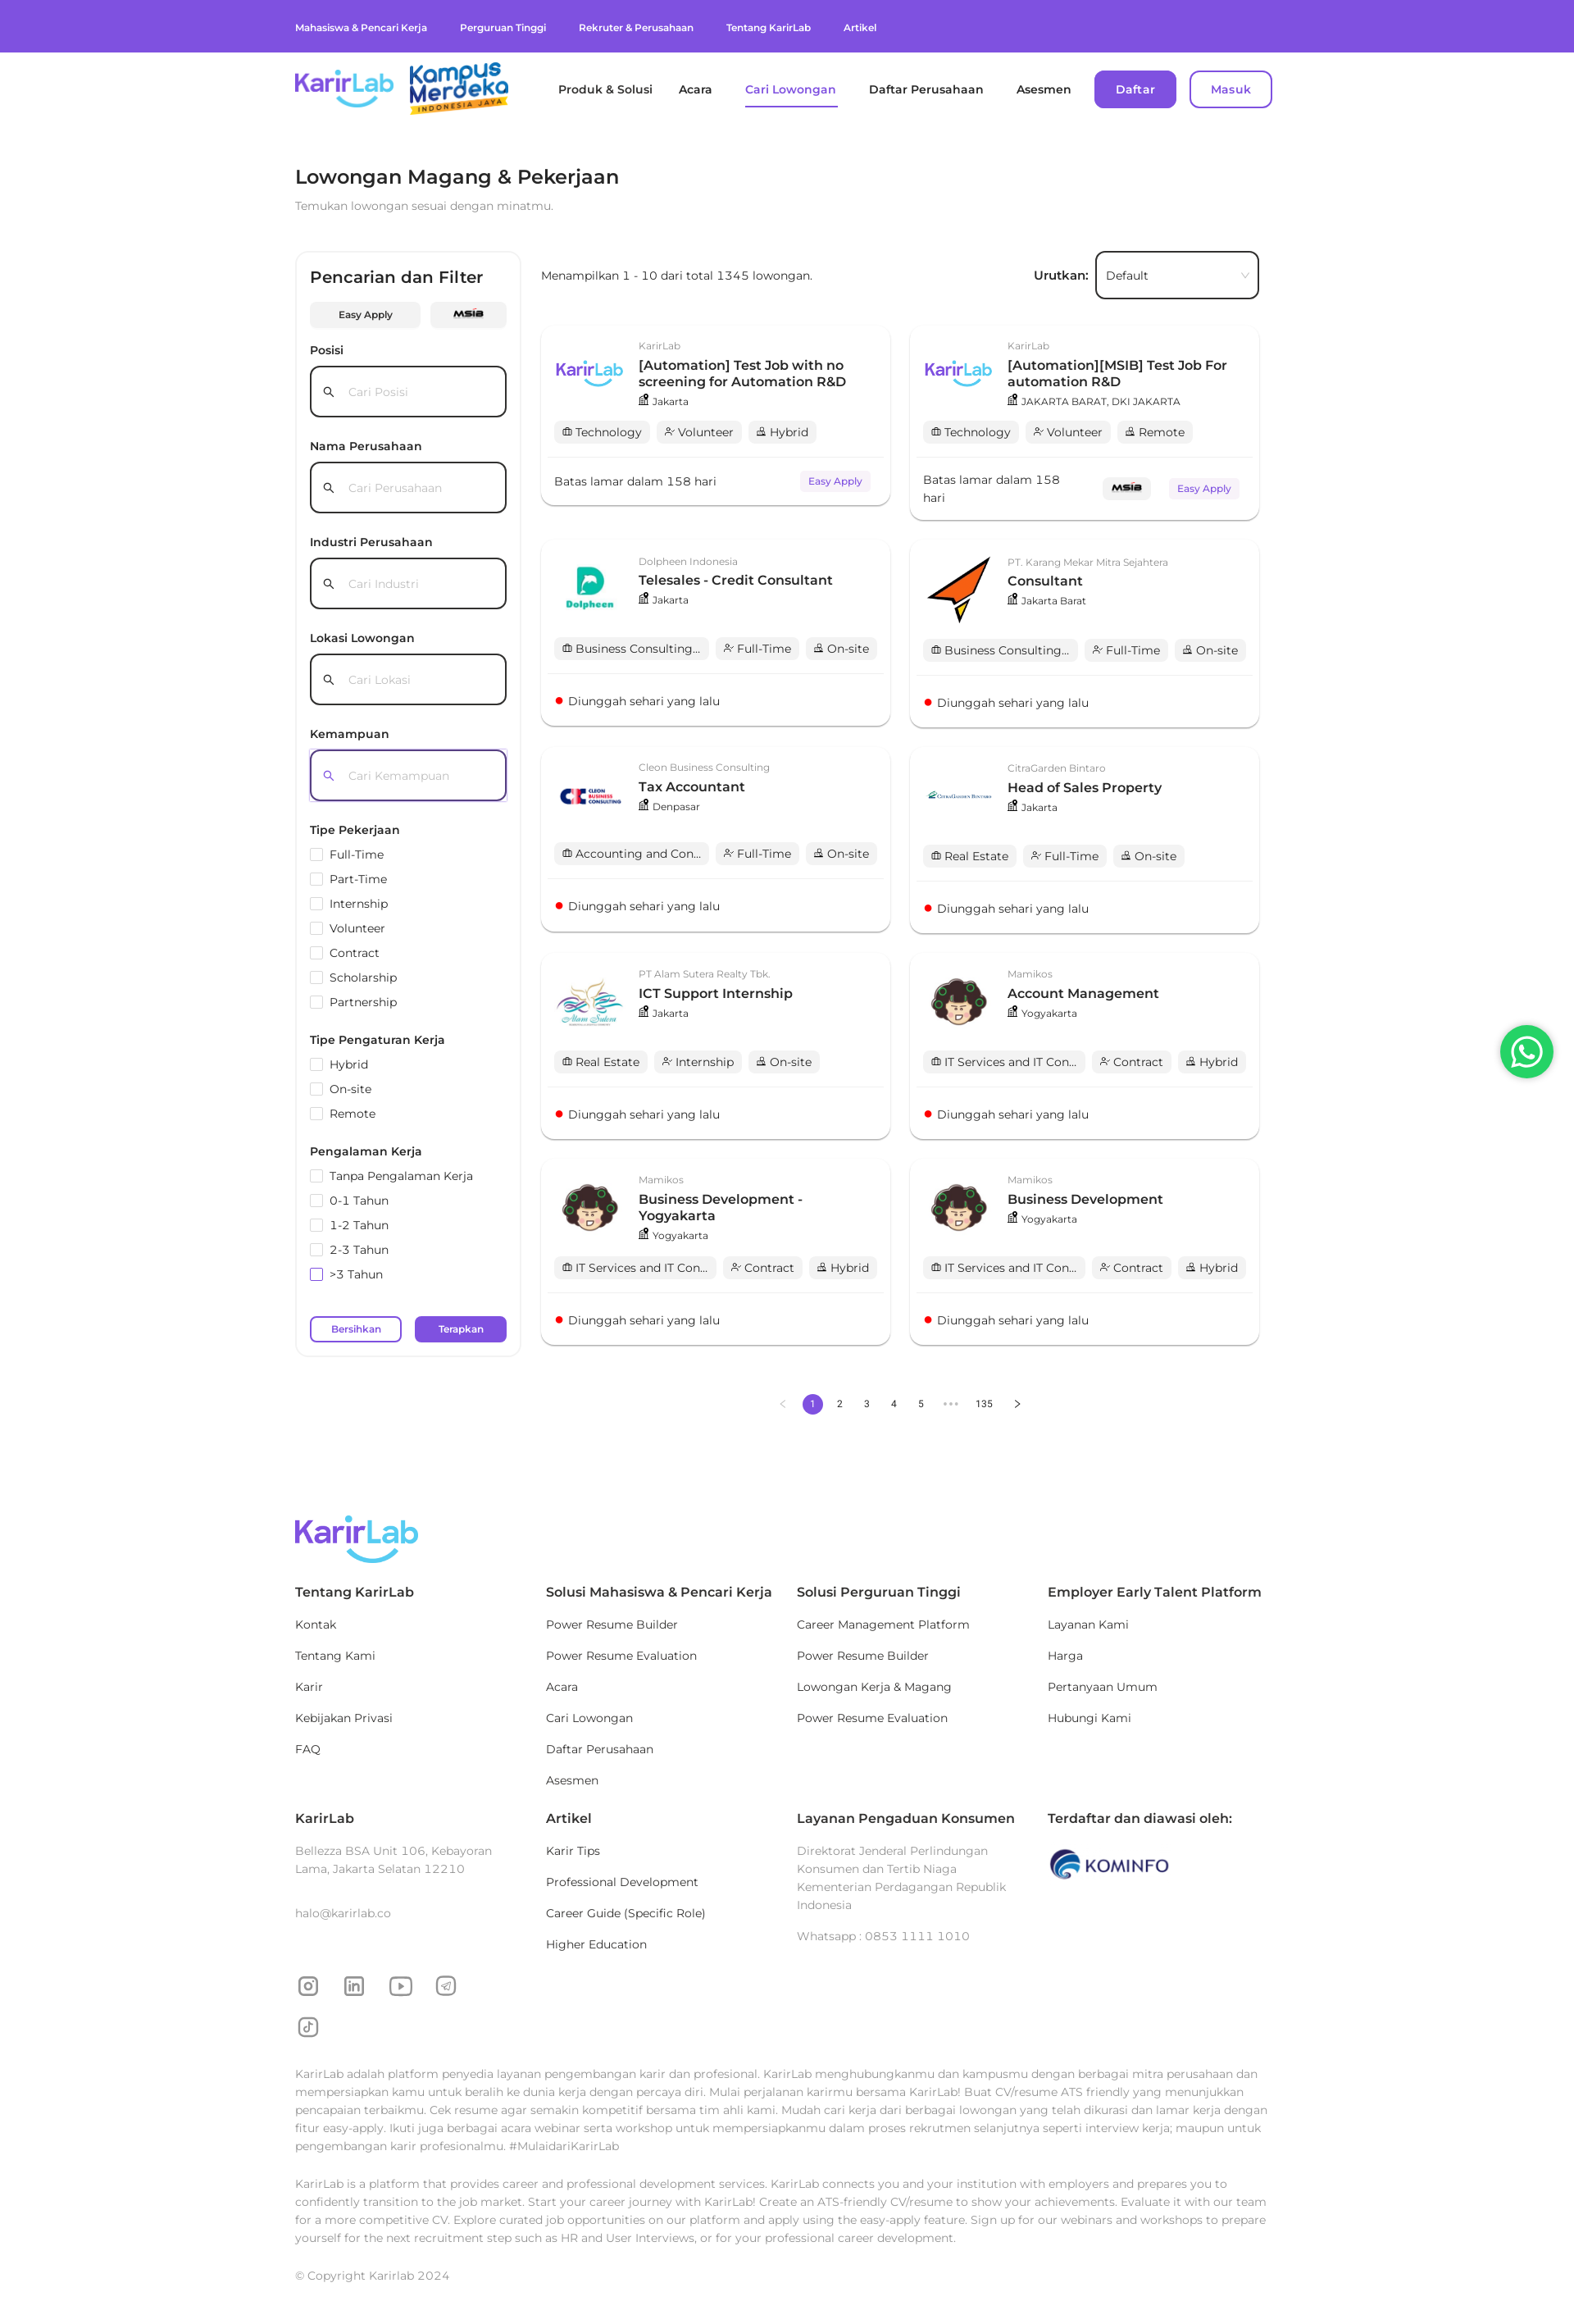 Mahasiswa & Pencari Kerja
Perguruan Tinggi
Rekruter & Perusahaan
Tentang KarirLab
Artikel
KarirLab
Kampus
Merdeka
INDONESIA JAYA
Produk & Solusi
Acara
Cari Lowongan
Daftar Perusahaan
Asesmen
Daftar
Masuk
Lowongan Magang & Pekerjaan
Temukan lowongan sesuai dengan minatmu.
Pencarian dan Filter
Easy Apply
MSIB
Posisi
Cari Posisi
Nama Perusahaan
Cari Perusahaan
Industri Perusahaan
Cari Industri
Lokasi Lowongan
Cari Lokasi
Kemampuan
Cari Kemampuan
Tipe Pekerjaan
Full-Time
Part-Time
Internship
Volunteer
Contract
Scholarship
Partnership
Tipe Pengaturan Kerja
Hybrid
On-site
Remote
Pengalaman Kerja
Tanpa Pengalaman Kerja
0-1 Tahun
1-2 Tahun
2-3 Tahun
>3 Tahun
Bersihkan
Terapkan
Menampilkan 1 - 10 dari total 1345 lowongan.
Urutkan:
Default
KarirLab
KarirLab
[Automation] Test Job with no
screening for Automation R&D
Jakarta
Technology
Volunteer
Hybrid
Batas lamar dalam 158 hari
Easy Apply
KarirLab
KarirLab
[Automation][MSIB] Test Job For
automation R&D
JAKARTA BARAT, DKI JAKARTA
Technology
Volunteer
Remote
Batas lamar dalam 158
hari
MSIB
Easy Apply
Dolpheen
Dolpheen Indonesia
Telesales - Credit Consultant
Jakarta
Business Consulting...
Full-Time
On-site
Diunggah sehari yang lalu
PT. Karang Mekar Mitra Sejahtera
Consultant
Jakarta Barat
Business Consulting...
Full-Time
On-site
Diunggah sehari yang lalu
CLEON
BUSINESS
CONSULTING
Cleon Business Consulting
Tax Accountant
Denpasar
Accounting and Con...
Full-Time
On-site
Diunggah sehari yang lalu
CITRAGARDEN BINTARO
CitraGarden Bintaro
Head of Sales Property
Jakarta
Real Estate
Full-Time
On-site
Diunggah sehari yang lalu
Alam Sutera
PT Alam Sutera Realty Tbk.
ICT Support Internship
Jakarta
Real Estate
Internship
On-site
Diunggah sehari yang lalu
Mamikos
Account Management
Yogyakarta
IT Services and IT Con...
Contract
Hybrid
Diunggah sehari yang lalu
Mamikos
Business Development -
Yogyakarta
Yogyakarta
IT Services and IT Con...
Contract
Hybrid
Diunggah sehari yang lalu
Mamikos
Business Development
Yogyakarta
IT Services and IT Con...
Contract
Hybrid
Diunggah sehari yang lalu
1 2 3 4 5 ••• 135
KarirLab
Tentang KarirLab
Kontak
Tentang Kami
Karir
Kebijakan Privasi
FAQ
Solusi Mahasiswa & Pencari Kerja
Power Resume Builder
Power Resume Evaluation
Acara
Cari Lowongan
Daftar Perusahaan
Asesmen
Solusi Perguruan Tinggi
Career Management Platform
Power Resume Builder
Lowongan Kerja & Magang
Power Resume Evaluation
Employer Early Talent Platform
Layanan Kami
Harga
Pertanyaan Umum
Hubungi Kami
KarirLab
Bellezza BSA Unit 106, Kebayoran
Lama, Jakarta Selatan 12210
halo@karirlab.co
Artikel
Karir Tips
Professional Development
Career Guide (Specific Role)
Higher Education
Layanan Pengaduan Konsumen
Direktorat Jenderal Perlindungan
Konsumen dan Tertib Niaga
Kementerian Perdagangan Republik
Indonesia
Whatsapp : 0853 1111 1010
Terdaftar dan diawasi oleh:
KOMINFO
KarirLab adalah platform penyedia layanan pengembangan karir dan profesional. KarirLab menghubungkanmu dan kampusmu dengan berbagai mitra perusahaan dan
mempersiapkan kamu untuk beralih ke dunia kerja dengan percaya diri. Mulai perjalanan karirmu bersama KarirLab! Buat CV/resume ATS friendly yang menunjukkan
pencapaian terbaikmu. Cek resume agar semakin kompetitif bersama tim ahli kami. Mudah cari kerja dari berbagai lowongan yang telah dikurasi dan lamar kerja dengan
fitur easy-apply. Ikuti juga berbagai acara webinar serta workshop untuk mempersiapkanmu dalam proses rekrutmen selanjutnya seperti interview kerja; maupun untuk
pengembangan karir profesionalmu. #MulaidariKarirLab
KarirLab is a platform that provides career and professional development services. KarirLab connects you and your institution with employers and prepares you to
confidently transition to the job market. Start your career journey with KarirLab! Create an ATS-friendly CV/resume to show your achievements. Evaluate it with our team
for a more competitive CV. Explore curated job opportunities on our platform and apply using the easy-apply feature. Sign up for our webinars and workshops to prepare
yourself for the next recruitment step such as HR and User Interviews, or for your professional career development.
© Copyright Karirlab 2024